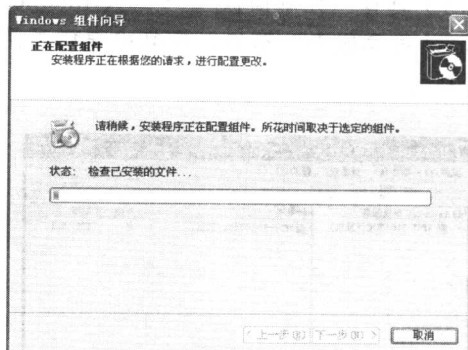 Windows 组件向导
正在配置组件
安装程序正在根据您的请求，进行配置更改。
请稍候，安装程序正在配置组件。所花时间取决于选定的组件。
状态: 检查已安装的文件...
< 上一步(B) 下一步(N) > 取消